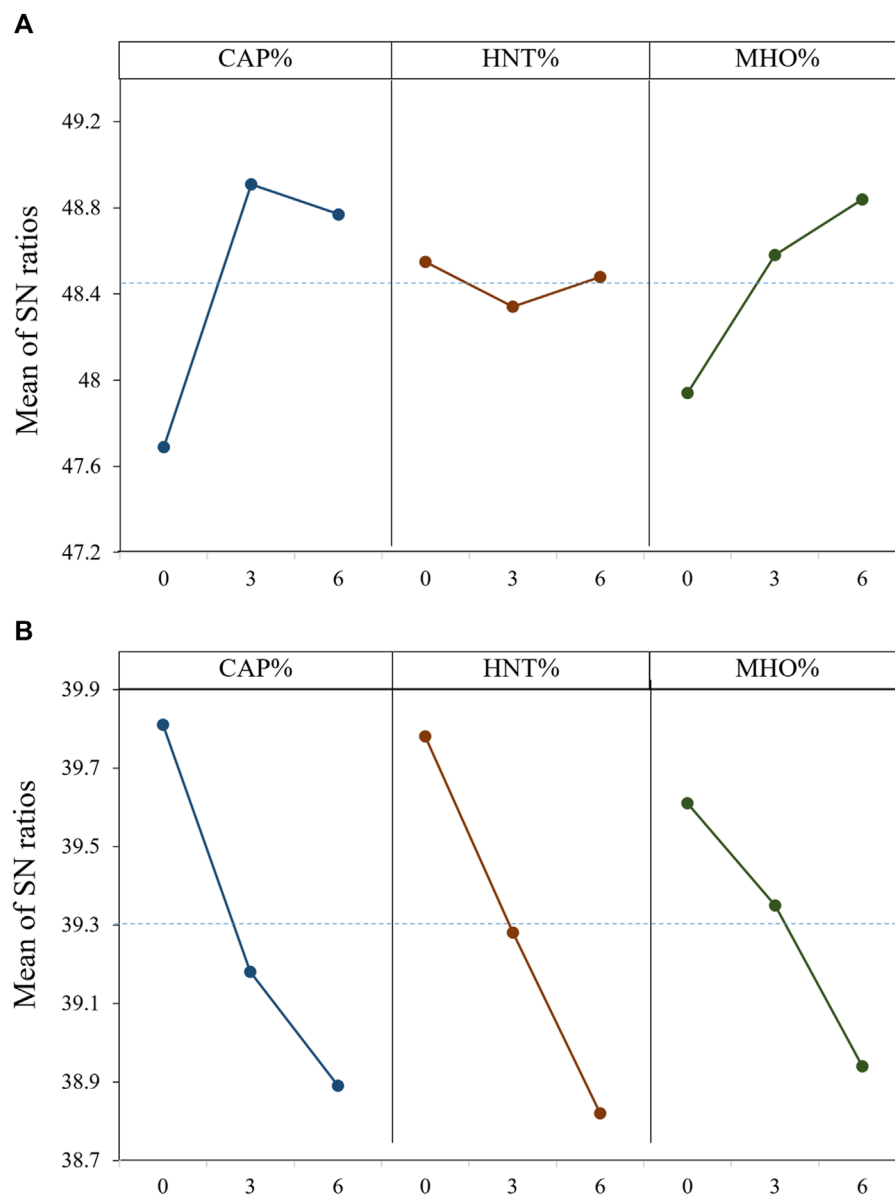 A
CAP% HNT% MHO%
Mean of SN ratios
49.2
48.8
48.4
48
47.6
47.2
0 3 6 0 3 6 0 3 6
B
CAP% HNT% MHO%
Mean of SN ratios
39.9
39.7
39.5
39.3
39.1
38.9
38.7
0 3 6 0 3 6 0 3 6